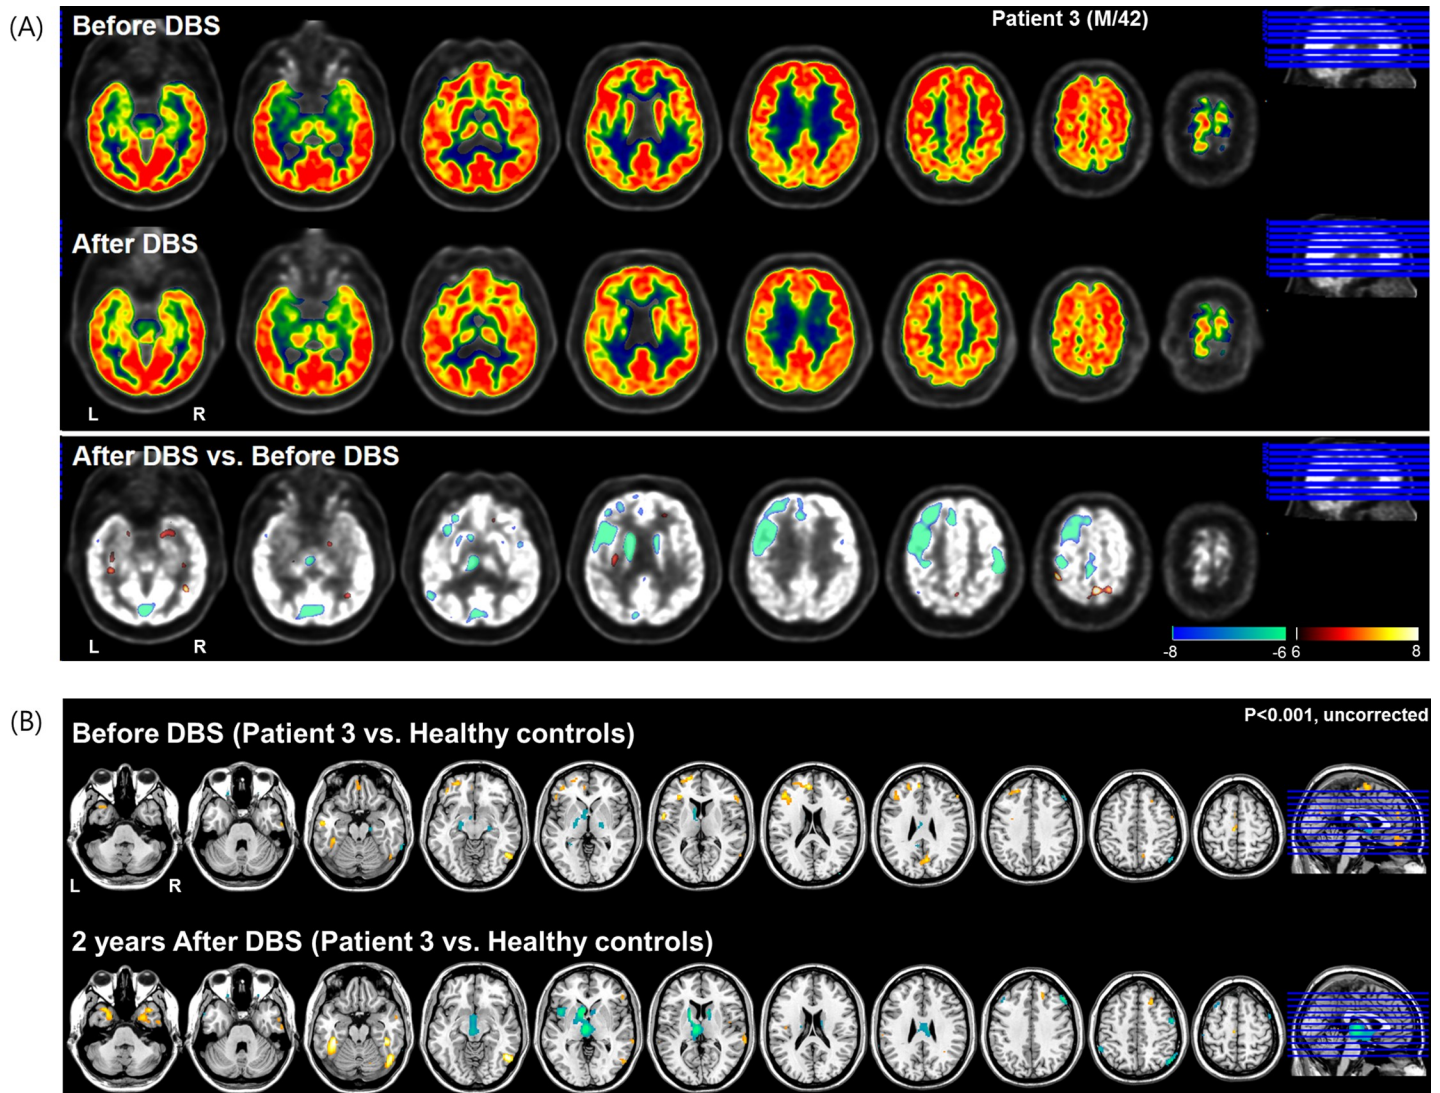 (A)
Before DBS
Patient 3 (M/42)
After DBS
L R
After DBS vs. Before DBS
L R
-8 -6 6 8
(B)
P<0.001, uncorrected
Before DBS (Patient 3 vs. Healthy controls)
L R
2 years After DBS (Patient 3 vs. Healthy controls)